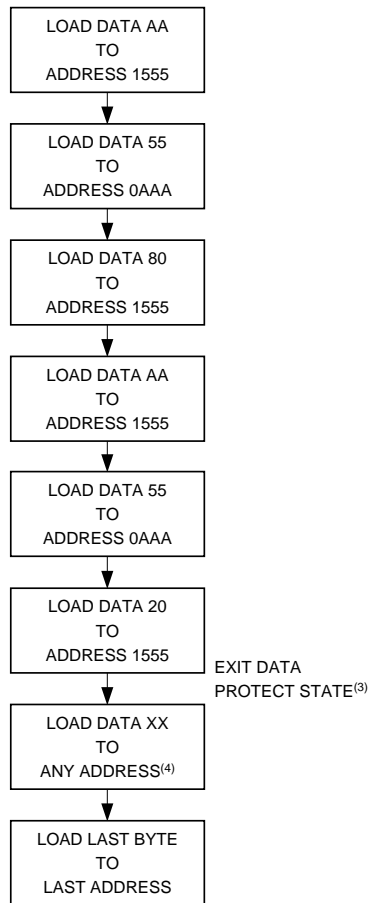 LOAD DATA AA
TO
ADDRESS 1555
LOAD DATA 55
TO
ADDRESS 0AAA
LOAD DATA 80
TO
ADDRESS 1555
LOAD DATA AA
TO
ADDRESS 1555
LOAD DATA 55
TO
ADDRESS 0AAA
LOAD DATA 20
TO
ADDRESS 1555
EXIT DATA
PROTECT STATE(3)
LOAD DATA XX
TO
ANY ADDRESS(4)
LOAD LAST BYTE
TO
LAST ADDRESS